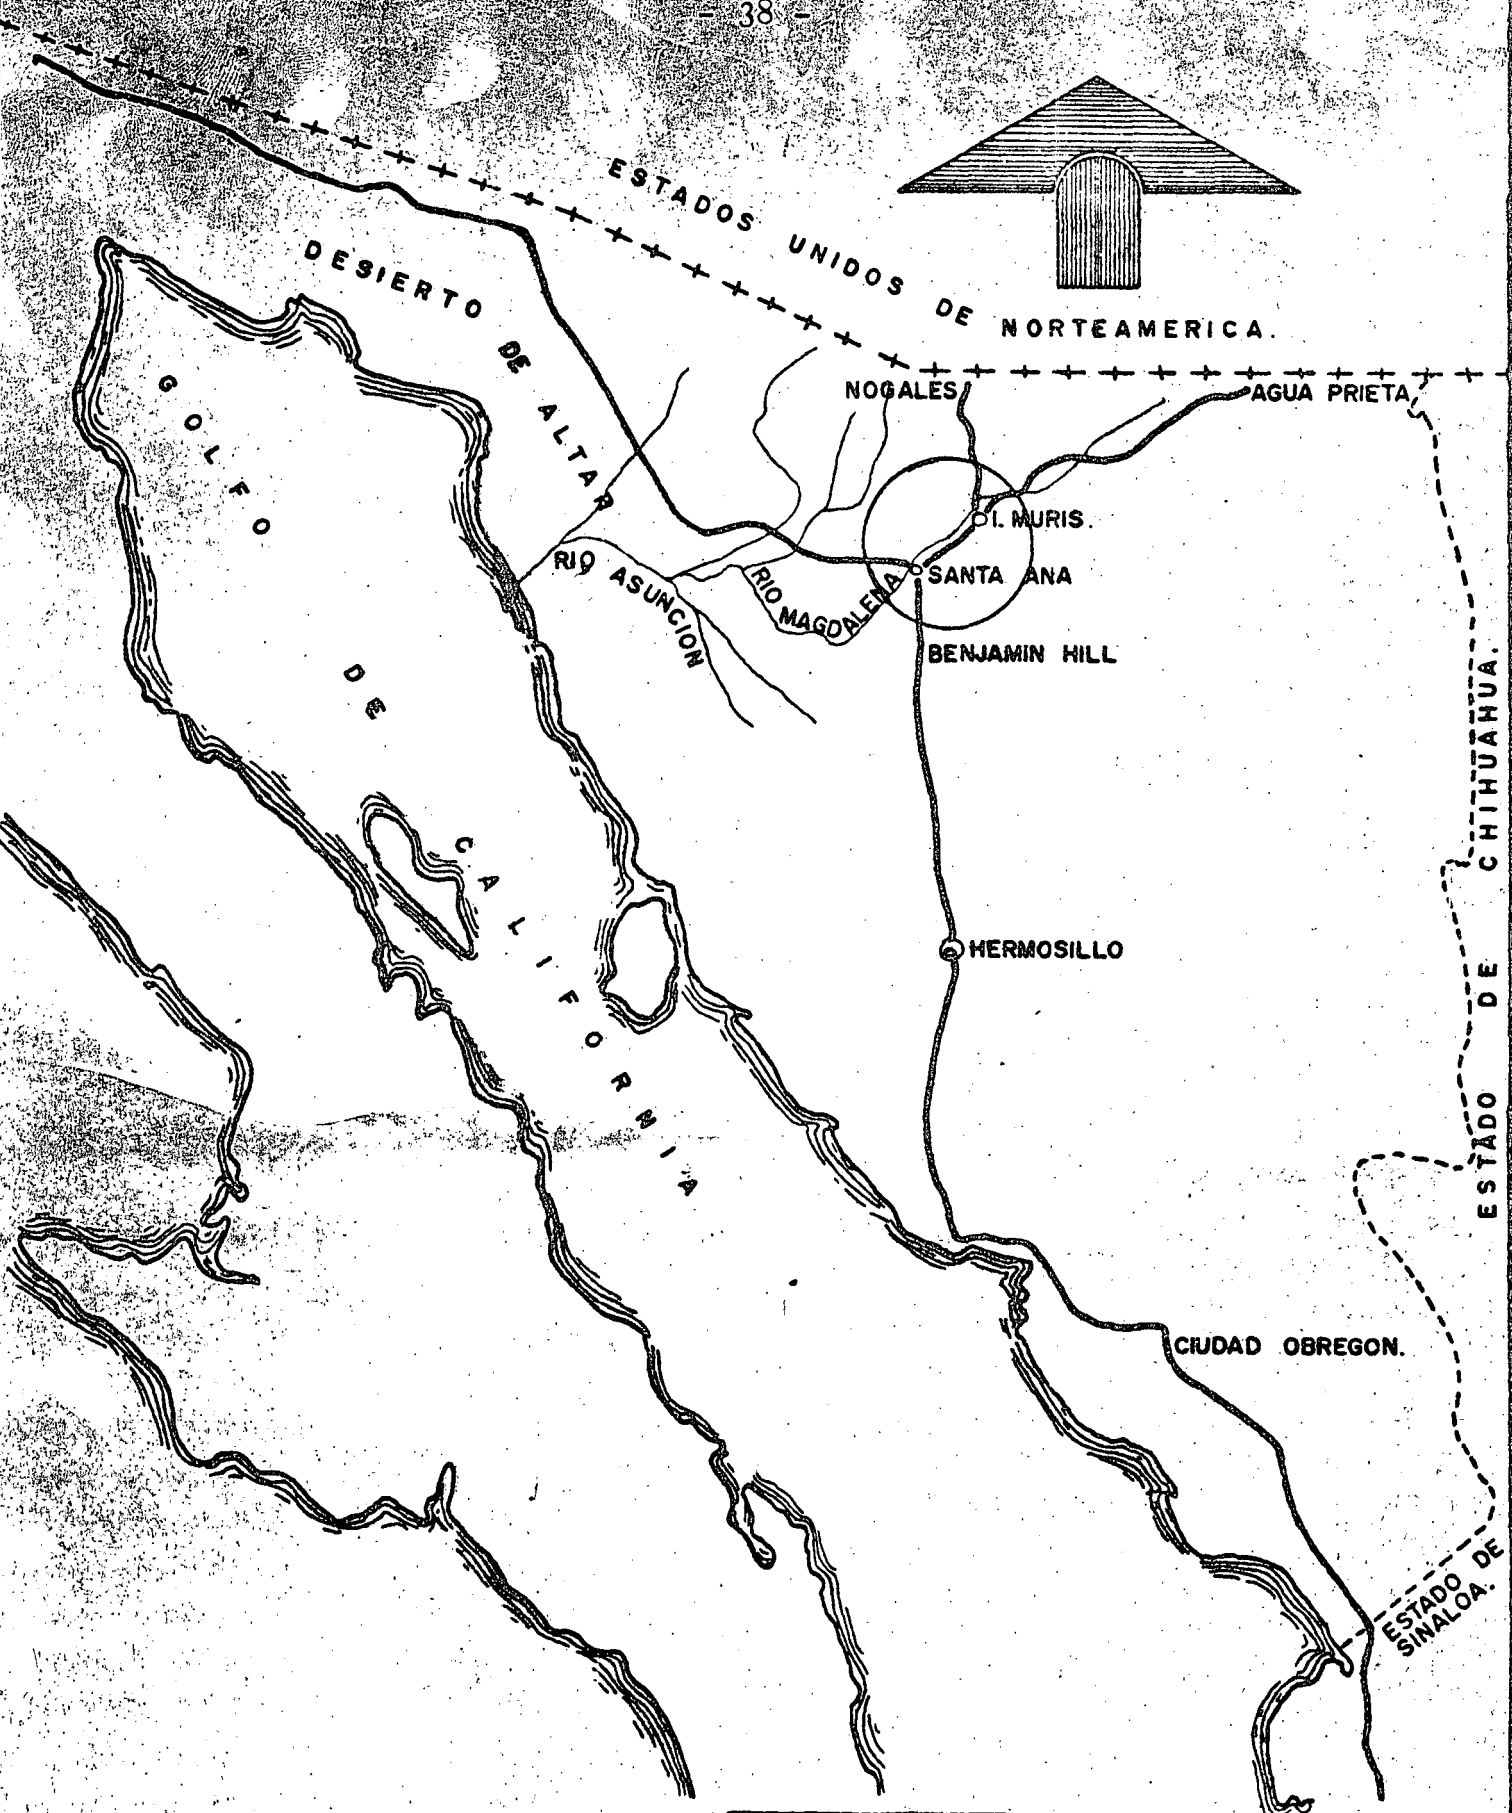 - 38 -
ESTADOS UNIDOS DE NORTEAMERICA.
DESIERTO DE ALTAR
NOGALES
AGUA PRIETA
GOLFO DE CALIFORNIA
I. MURIS.
RIO ASUNCION
RIO MAGDALENA
SANTA ANA
BENJAMIN HILL
ESTADO DE CHIHUAHUA.
HERMOSILLO
CIUDAD OBREGON.
ESTADO DE
SINALOA.